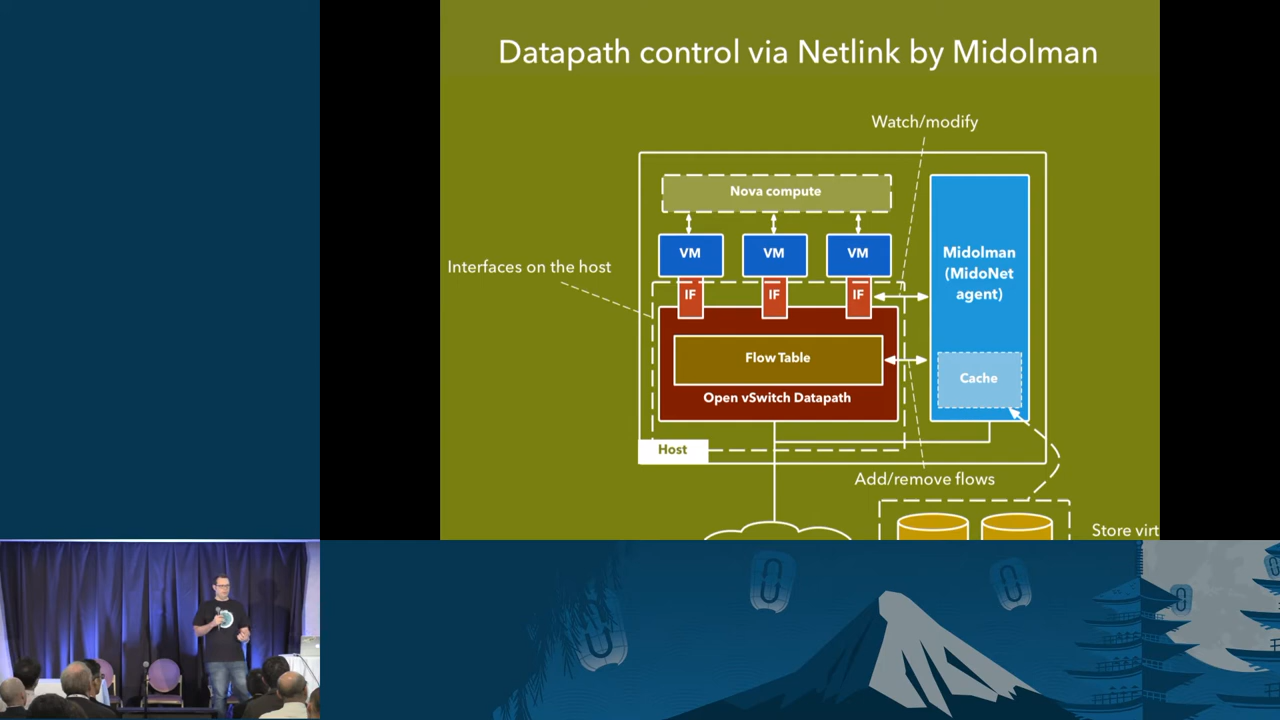 Datapath control via Netlink by Midolman
Watch/modify
Nova compute
VM
VM
VM
Midolman
(MidoNet
agent)
Interfaces on the host
IF
IF
IF
Flow Table
Cache
Open vSwitch Datapath
Host
Add/remove flows
Store virt